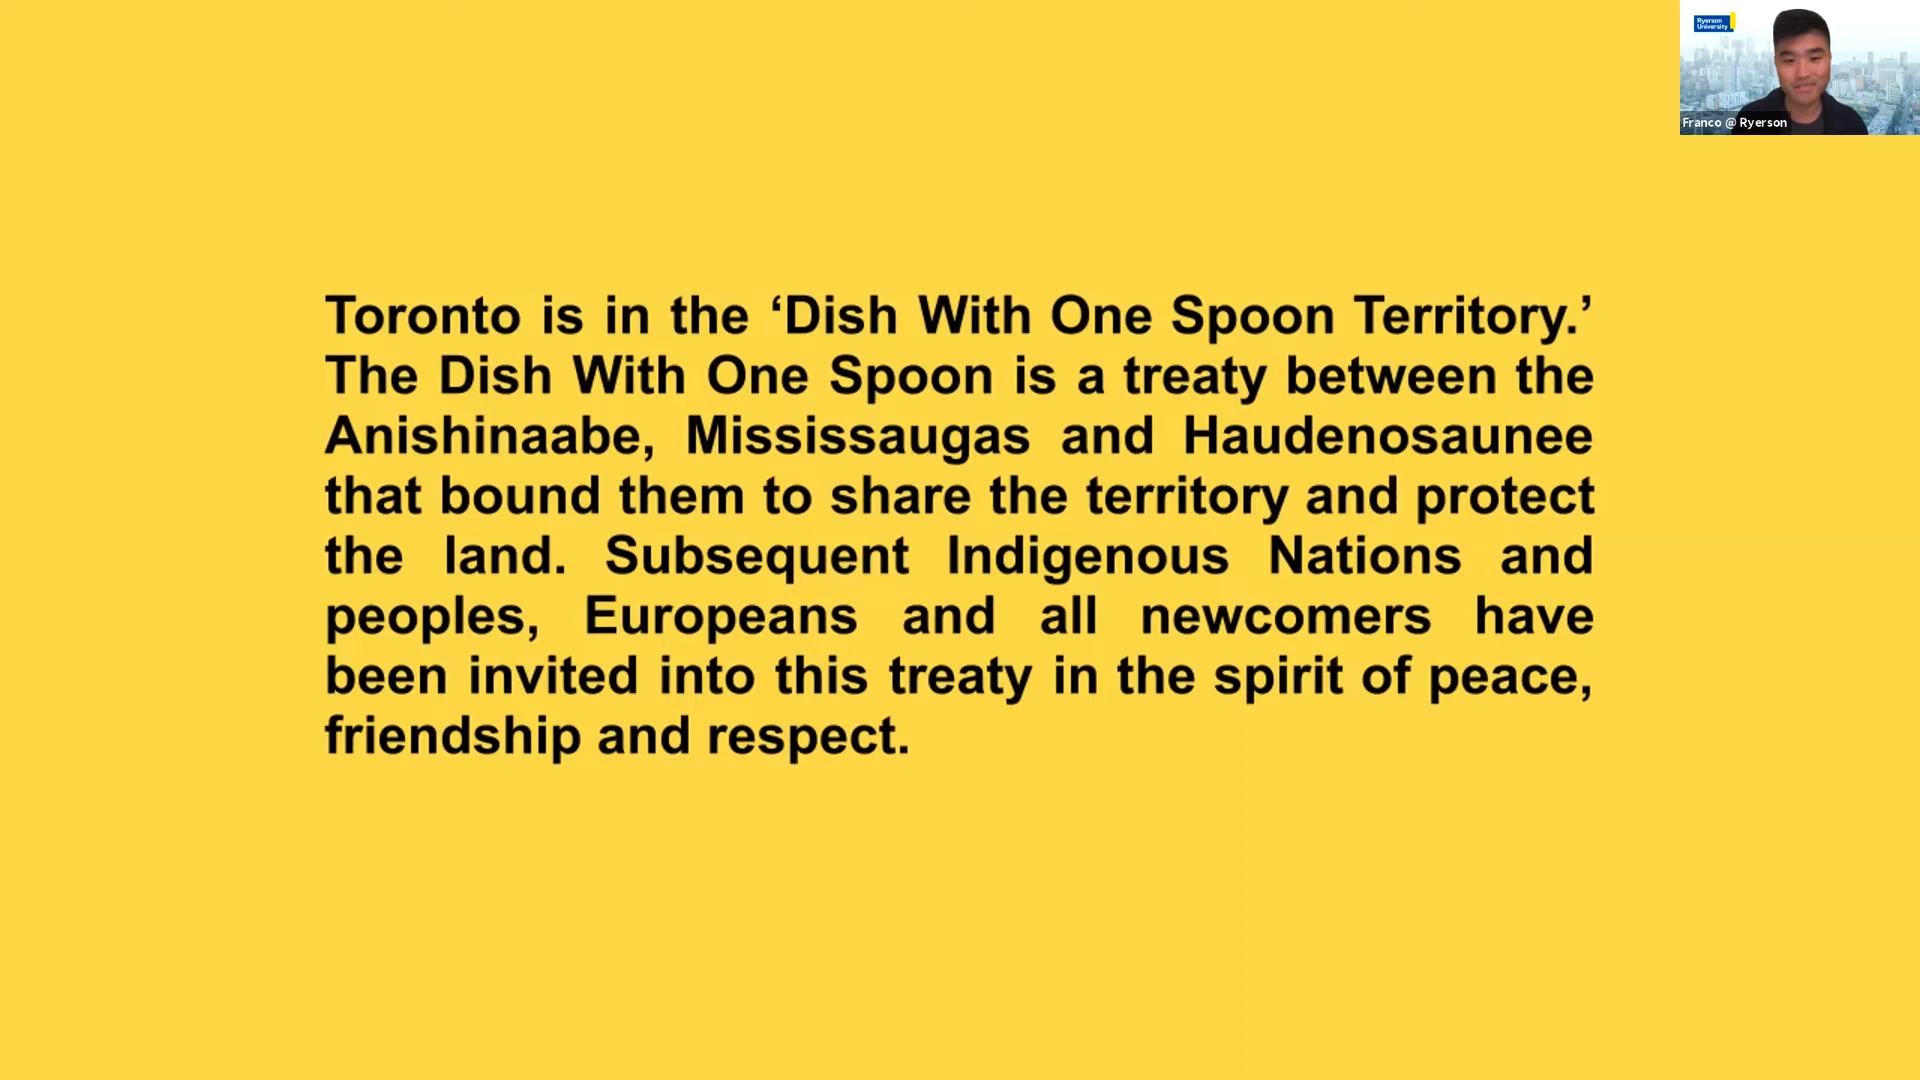 Ryerson
University
Franco @ Ryerson
Toronto is in the ‘Dish With One Spoon Territory.’
The Dish With One Spoon is a treaty between the
Anishinaabe, Mississaugas and Haudenosaunee
that bound them to share the territory and protect
the land. Subsequent Indigenous Nations and
peoples, Europeans and all newcomers have
been invited into this treaty in the spirit of peace,
friendship and respect.